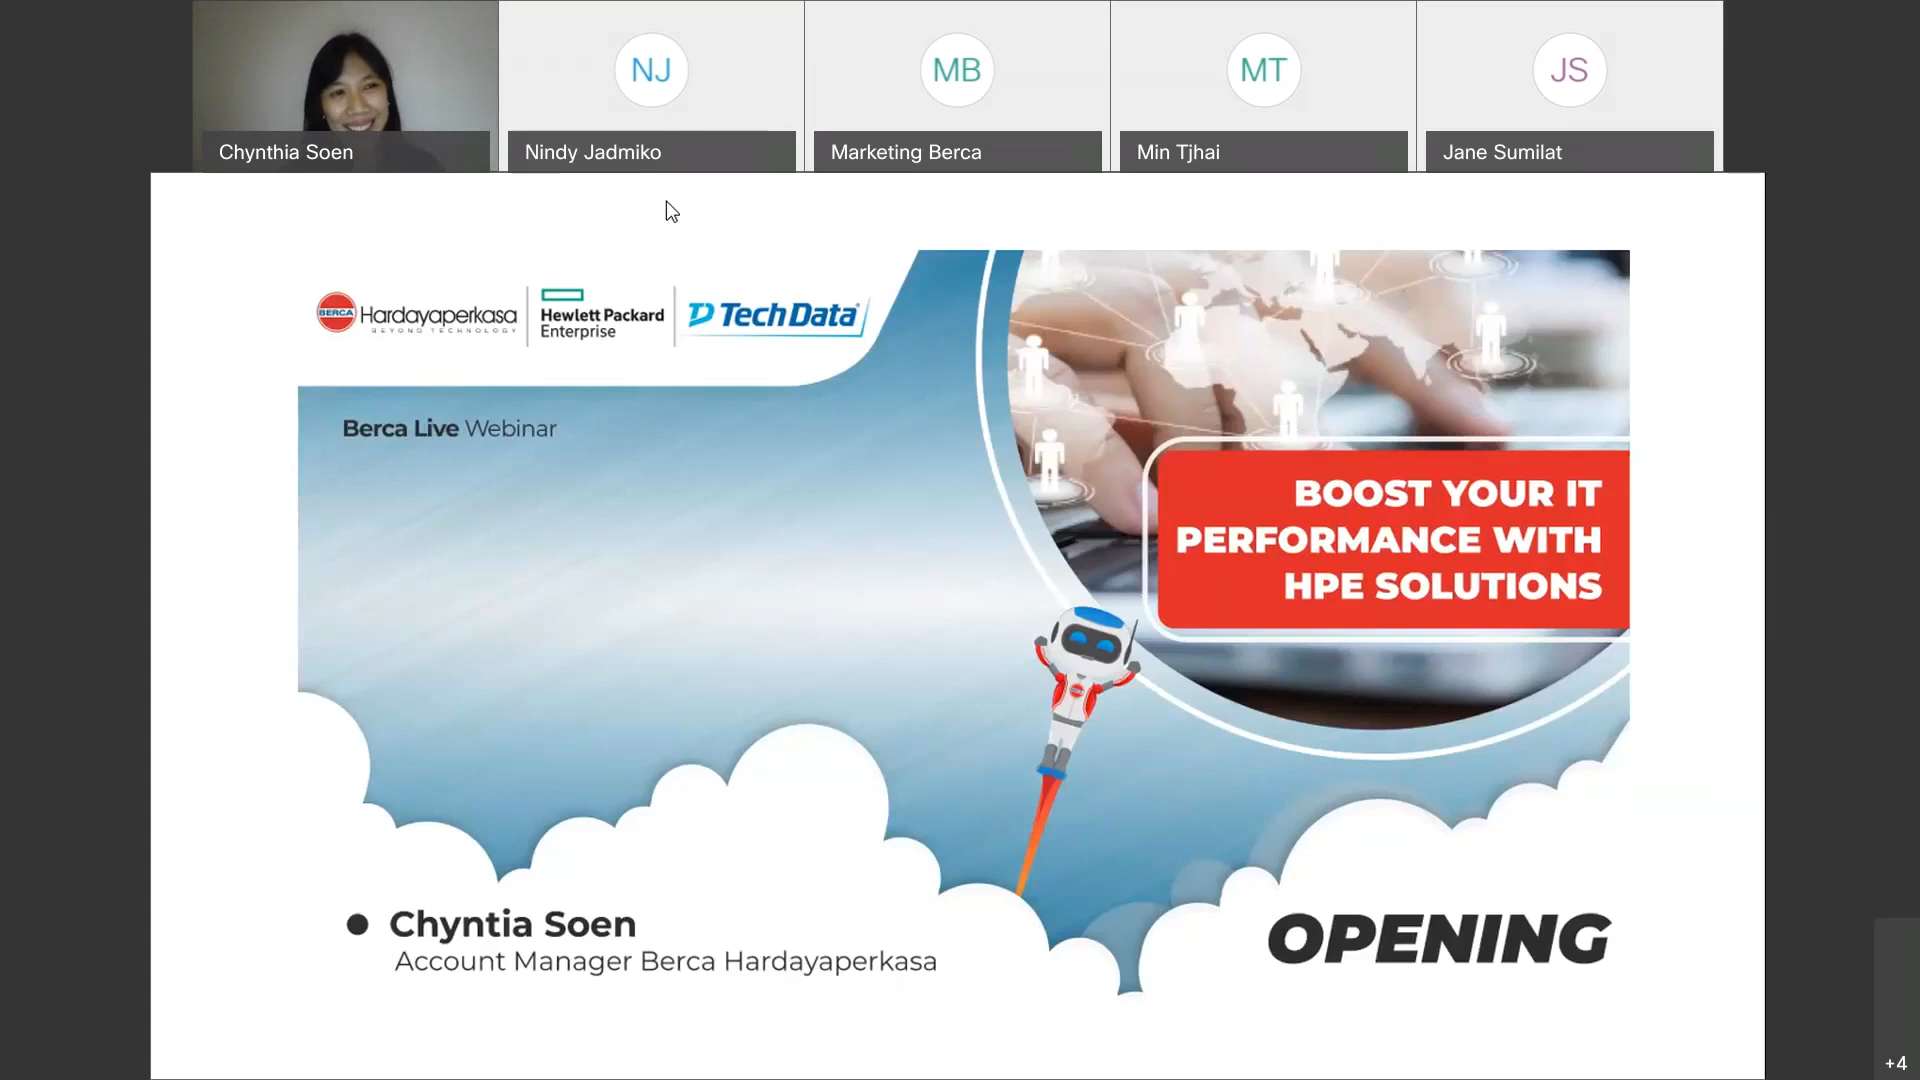 NJ
MB
MT
JS
Chynthia Soen
Nindy Jadmiko
Marketing Berca
Min Tjhai
Jane Sumilat
BERCA Hardayaperkasa
BEYOND TECHNOLOGY
Hewlett Packard
Enterprise
Tech Data
Berca Live Webinar
BOOST YOUR IT
PERFORMANCE WITH
HPE SOLUTIONS
Chyntia Soen
Account Manager Berca Hardayaperkasa
OPENING
+4